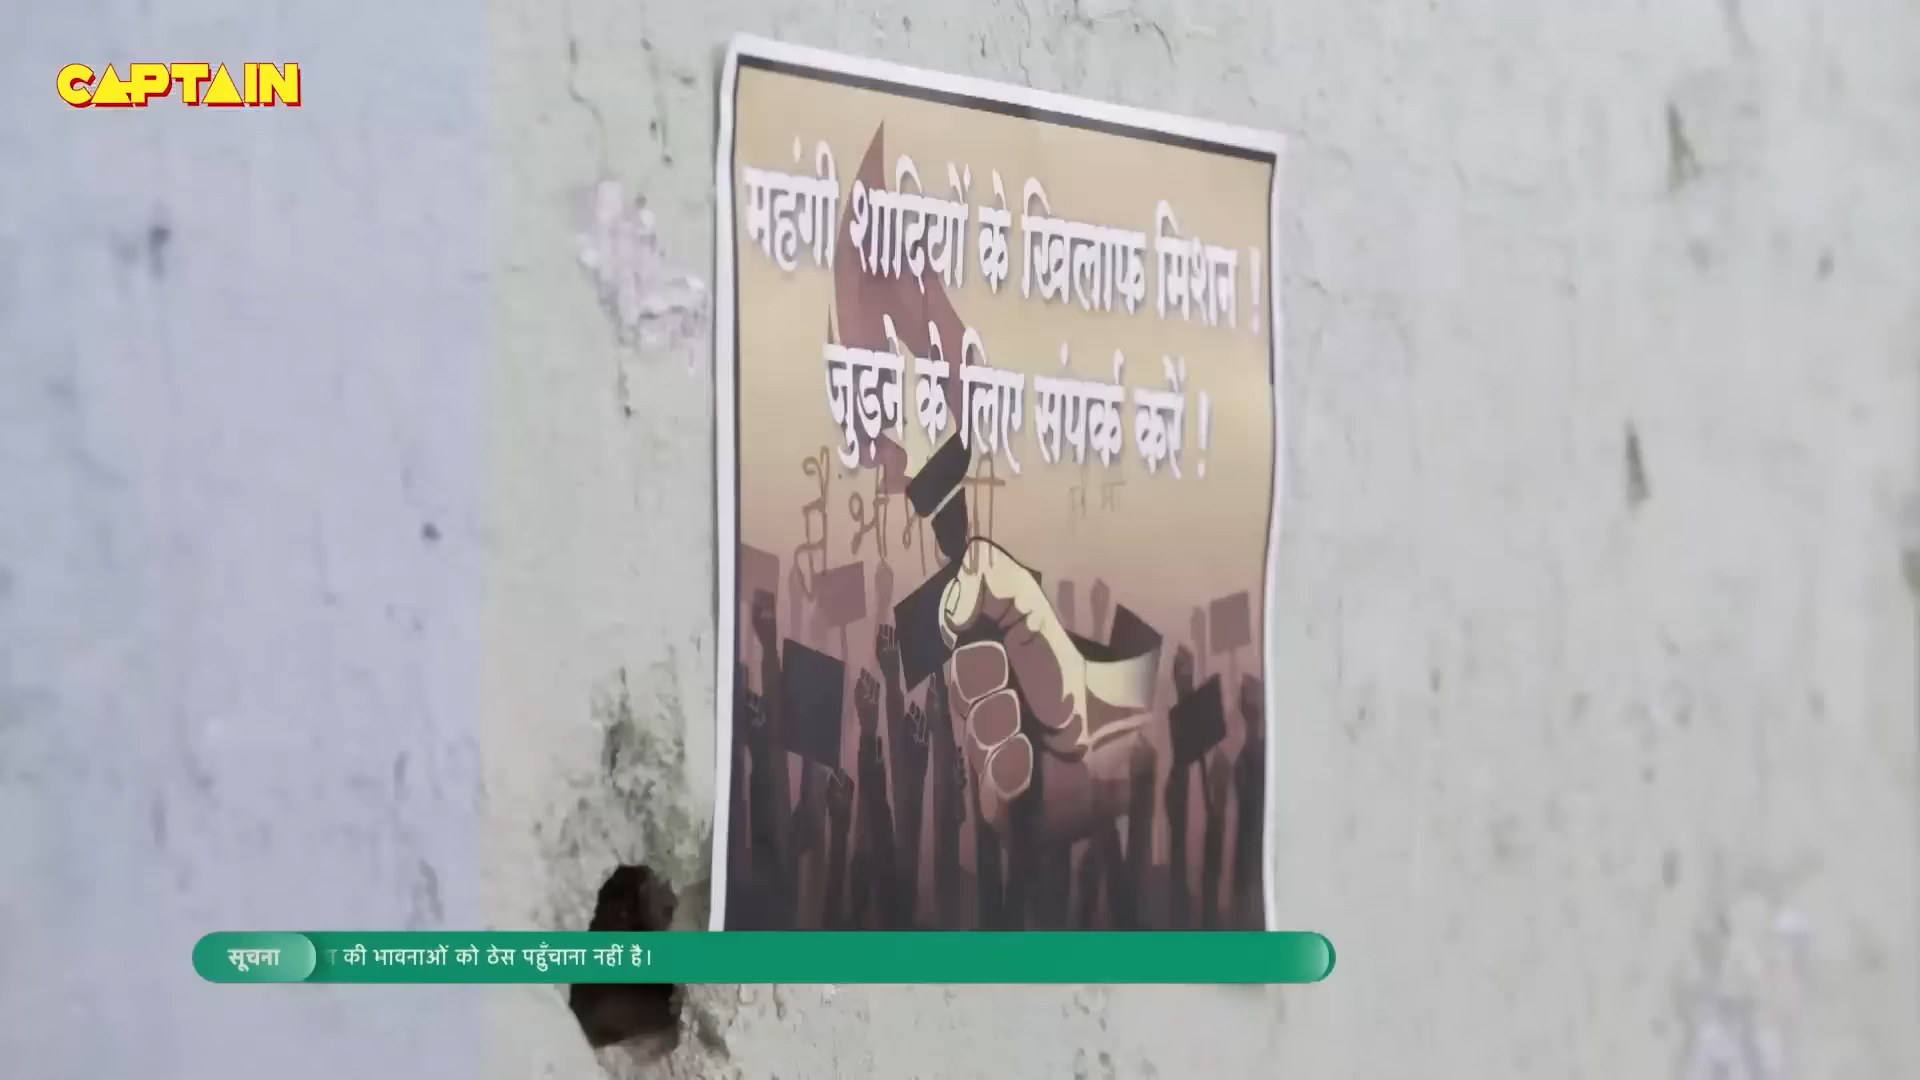 CAPTAIN
महंगी शादियों के खिलाफ मिशन !
जुड़ने के लिए संपर्क करें !
सूचना
की भावनाओं को ठेस पहुँचाना नहीं है।